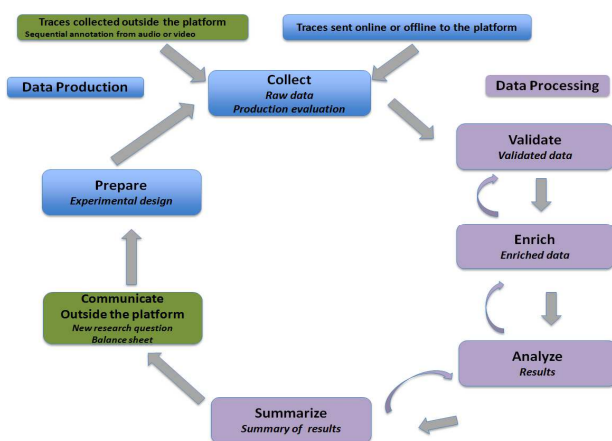 Traces collected outside the platform
Sequential annotation from audio or video
Traces sent online or offline to the platform
Data Production
Collect
Raw data
Production evaluation
Data Processing
Validate
Validated data
Prepare
Experimental design
Enrich
Enriched data
Communicate
Outside the platform
New research question
Balance sheet
Analyze
Results
Summarize
Summary of results